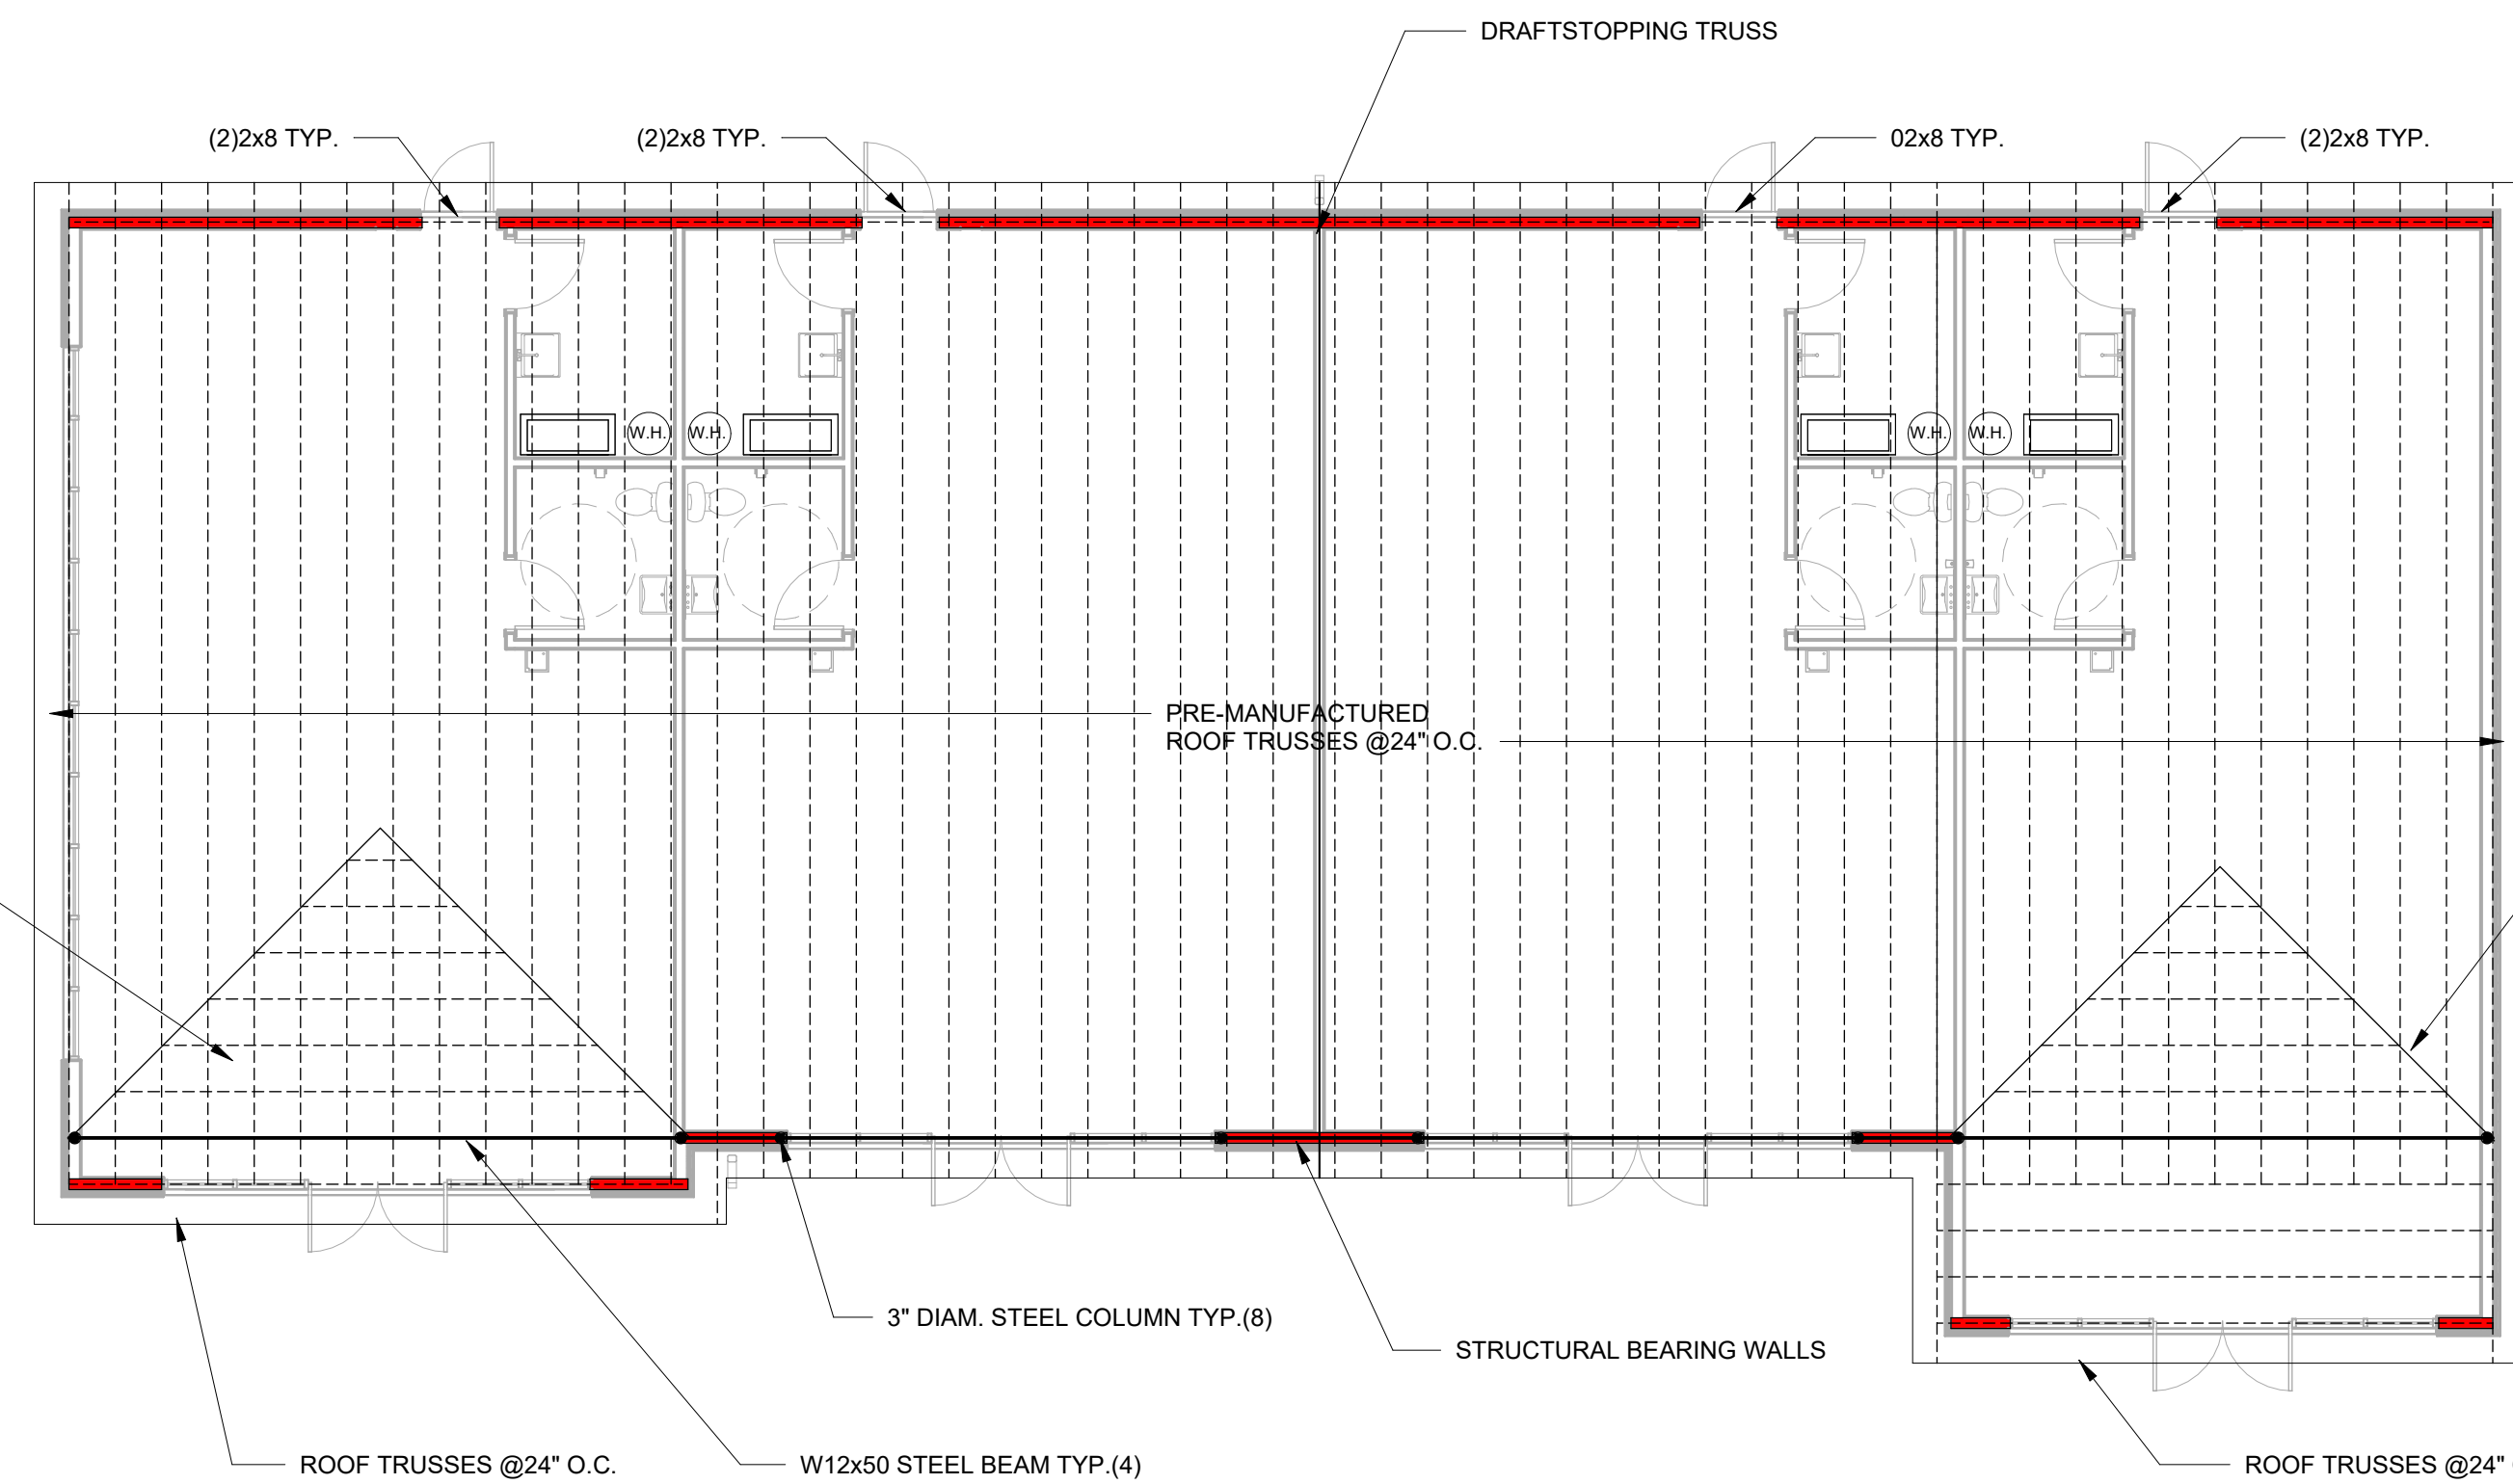 DRAFTSTOPPING TRUSS
(2)2x8 TYP.
(2)2x8 TYP.
02x8 TYP.
(2)2x8 TYP.
W.H.
W.H.
W.H.
W.H.
PRE-MANUFACTURED
ROOF TRUSSES @24" O.C.
3" DIAM. STEEL COLUMN TYP.(8)
STRUCTURAL BEARING WALLS
ROOF TRUSSES @24" O.C.
W12x50 STEEL BEAM TYP.(4)
ROOF TRUSSES @24"